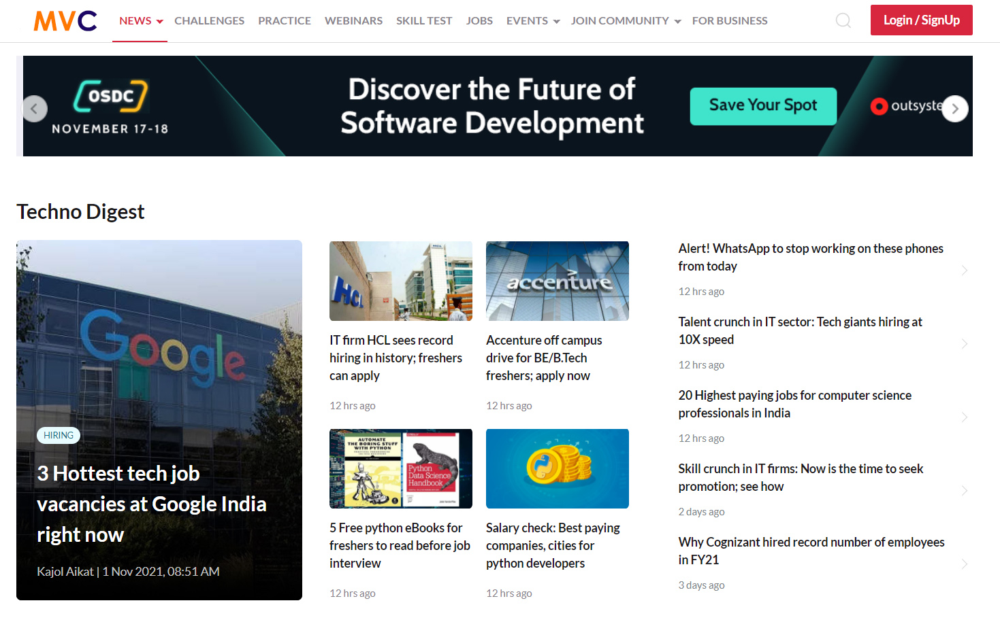 MVC
NEWS
CHALLENGES
PRACTICE
WEBINARS
SKILL TEST
JOBS
EVENTS
JOIN COMMUNITY
FOR BUSINESS
Login / SignUp
OSDC
NOVEMBER 17-18
Discover the Future of
Software Development
Save Your Spot
outsyste
Techno Digest
Google
HIRING
3 Hottest tech job
vacancies at Google India
right now
Kajol Aikat | 1 Nov 2021, 08:51 AM
HCL
IT firm HCL sees record
hiring in history; freshers
can apply
12 hrs ago
accenture
Accenture off campus
drive for BE/B.Tech
freshers; apply now
12 hrs ago
AUTOMATE
THE BORING STUFF
WITH PYTHON
Python
Data Science
Handbook
5 Free python eBooks for
freshers to read before job
interview
12 hrs ago
Salary check: Best paying
companies, cities for
python developers
12 hrs ago
Alert! WhatsApp to stop working on these phones
from today
12 hrs ago
Talent crunch in IT sector: Tech giants hiring at
10X speed
12 hrs ago
20 Highest paying jobs for computer science
professionals in India
12 hrs ago
Skill crunch in IT firms: Now is the time to seek
promotion; see how
2 days ago
Why Cognizant hired record number of employees
in FY21
3 days ago